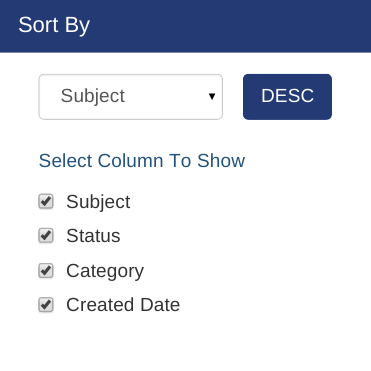 Sort By
Subject DESC
Select Column To Show
Subject
Status
Category
Created Date